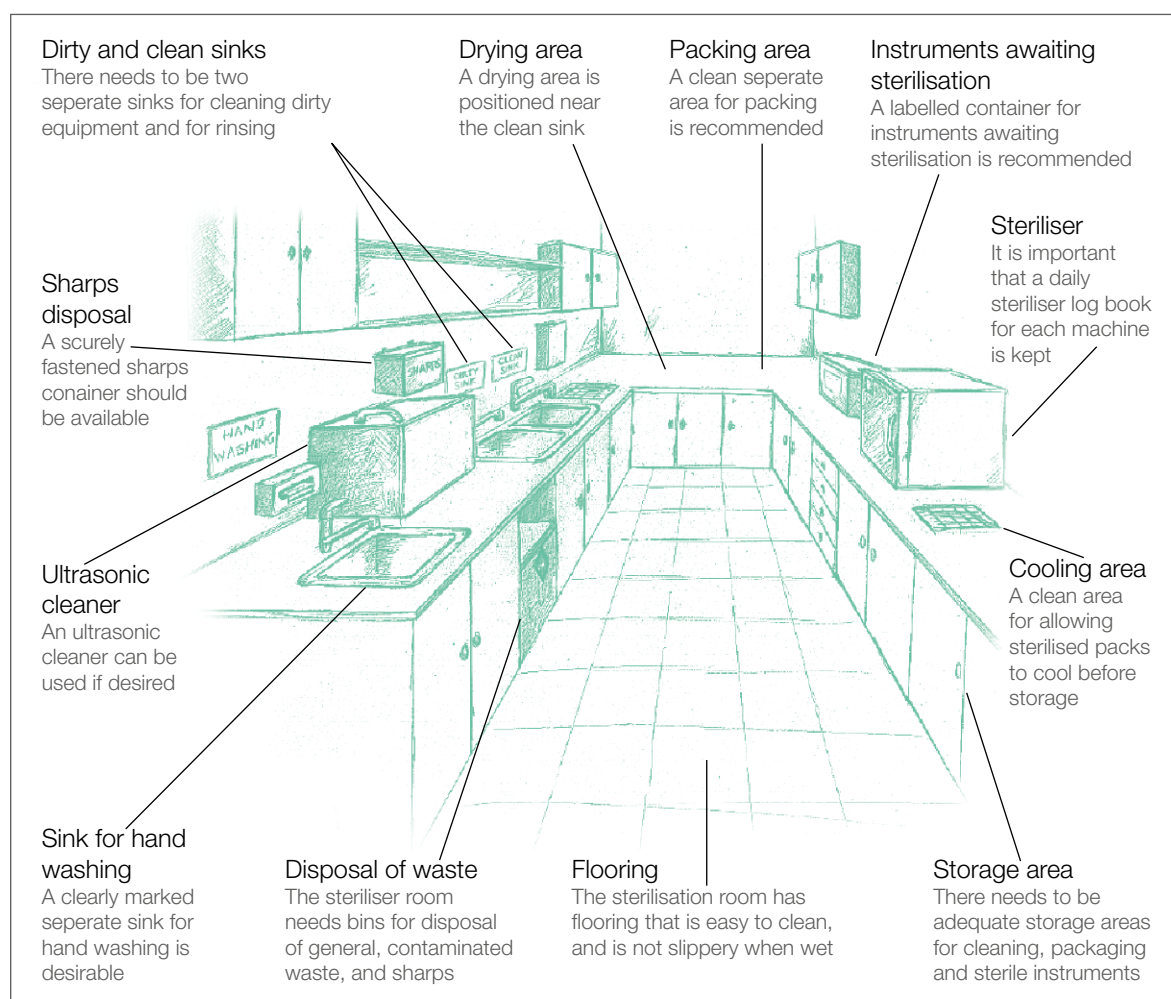 Dirty and clean sinks
There needs to be two
seperate sinks for cleaning dirty
equipment and for rinsing
Drying area
A drying area is
positioned near
the clean sink
Packing area
A clean seperate
area for packing
is recommended
Instruments awaiting
sterilisation
A labelled container for
instruments awaiting
sterilisation is recommended
Steriliser
It is important
that a daily
steriliser log book
for each machine
is kept
Sharps
disposal
A scurely
fastened sharps
conainer should
be available
SHARPS
DIRTY
SINK
CLEAN
SINK
HAND
WASHING
Ultrasonic
cleaner
An ultrasonic
cleaner can be
used if desired
Cooling area
A clean area
for allowing
sterilised packs
to cool before
storage
Sink for hand
washing
A clearly marked
seperate sink for
hand washing is
desirable
Disposal of waste
The steriliser room
needs bins for disposal
of general, contaminated
waste, and sharps
Flooring
The sterilisation room has
flooring that is easy to clean,
and is not slippery when wet
Storage area
There needs to be
adequate storage areas
for cleaning, packaging
and sterile instruments